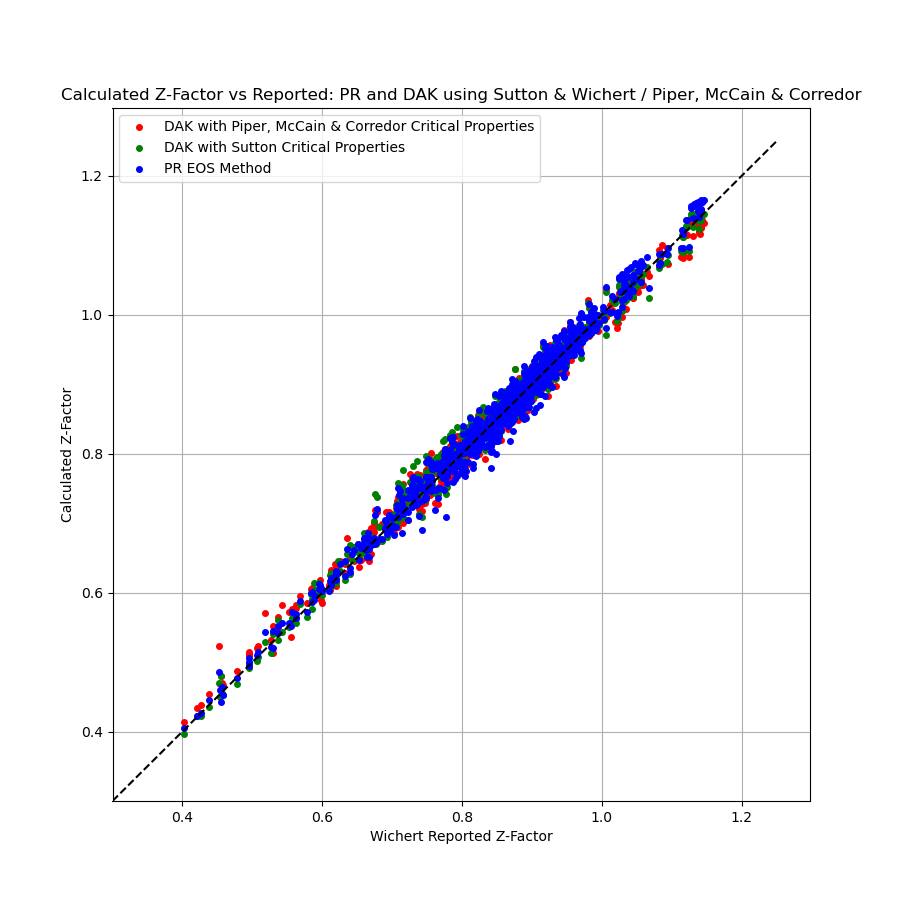 Calculated Z-Factor vs Reported: PR and DAK using Sutton & Wichert / Piper, McCain & Corredor
DAK with Piper, McCain & Corredor Critical Properties
DAK with Sutton Critical Properties
PR EOS Method
1.2
1.0
0.8
0.6
0.4
Calculated Z-Factor
0.4 0.6 0.8 1.0 1.2
Wichert Reported Z-Factor